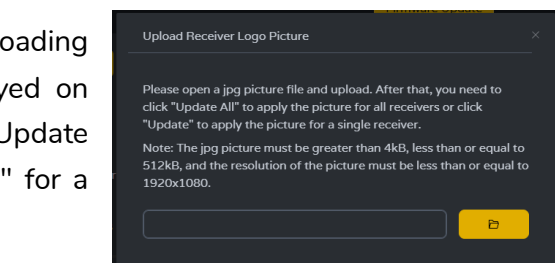 Upload Receiver Logo Picture
Please open a jpg picture file and upload. After that, you need to
click "Update All" to apply the picture for all receivers or click
"Update" to apply the picture for a single receiver.
Note: The jpg picture must be greater than 4kB, less than or equal to
512kB, and the resolution of the picture must be less than or equal to
1920x1080.
oading
yed on
Update
" for a